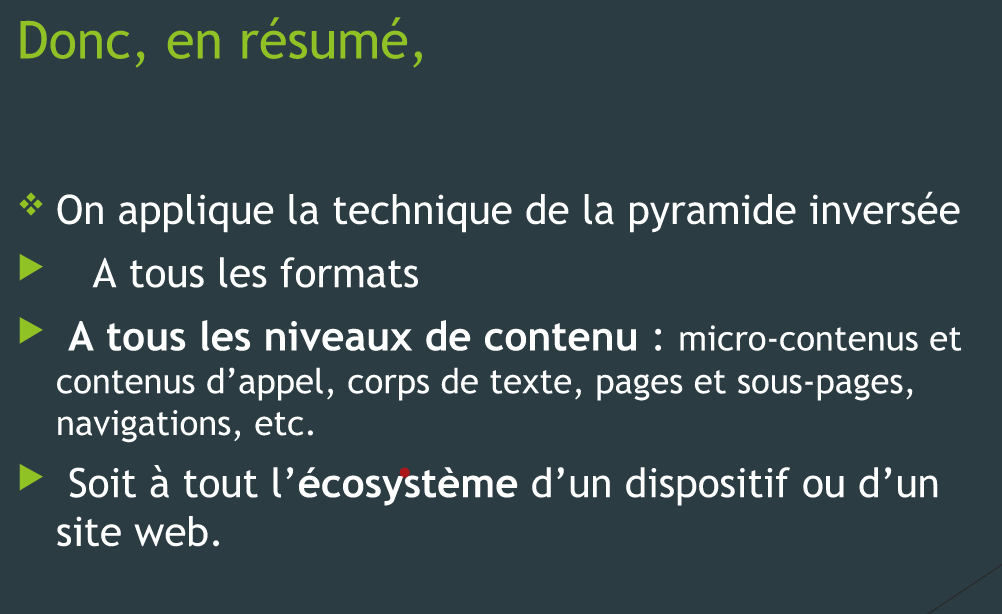 Donc, en résumé,
On applique la technique de la pyramide inversée
A tous les formats
A tous les niveaux de contenu : micro-contenus et
contenus d’appel, corps de texte, pages et sous-pages,
navigations, etc.
Soit à tout l’écosystème d’un dispositif ou d’un
site web.